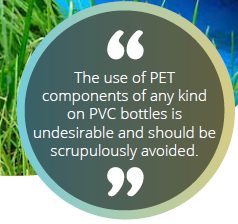 “
The use of PET
components of any kind
on PVC bottles is
undesirable and should be
scrupulously avoided.
”